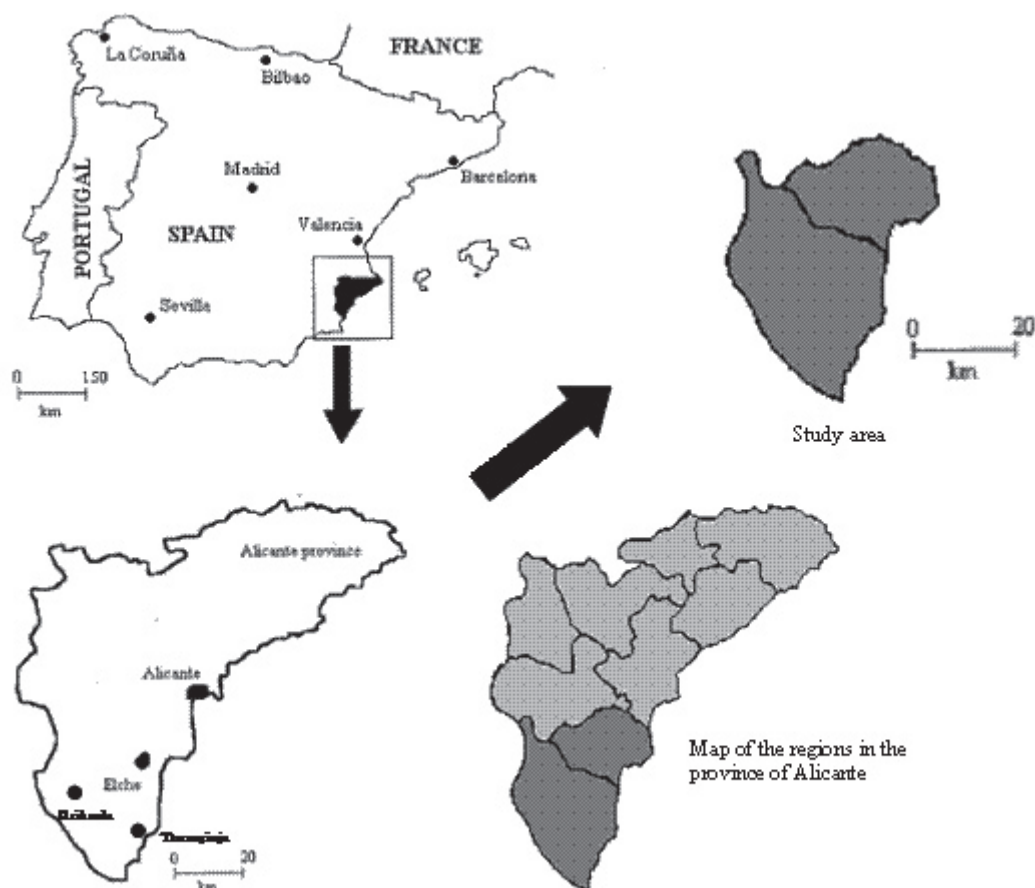 FRANCE
La Coruña
Bilbao
Madrid
Barcelona
PORTUGAL
SPAIN
Valencia
Sevilla
0 150
km
0 20
km
Study area
Alicante province
Alicante
Elche
0 20
km
Map of the regions in the
province of Alicante